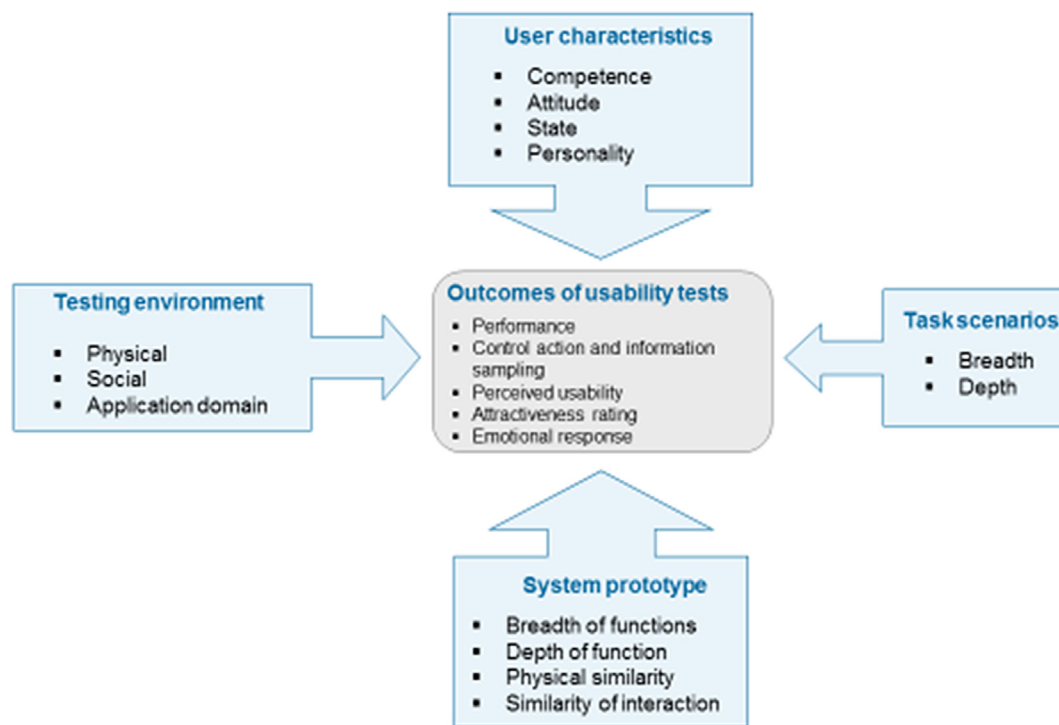 User characteristics
▪ Competence
▪ Attitude
▪ State
▪ Personality
Testing environment
▪ Physical
▪ Social
▪ Application domain
Outcomes of usability tests
▪ Performance
▪ Control action and information
sampling
▪ Perceived usability
▪ Attractiveness rating
▪ Emotional response
Task scenarios
▪ Breadth
▪ Depth
System prototype
▪ Breadth of functions
▪ Depth of function
▪ Physical similarity
▪ Similarity of interaction